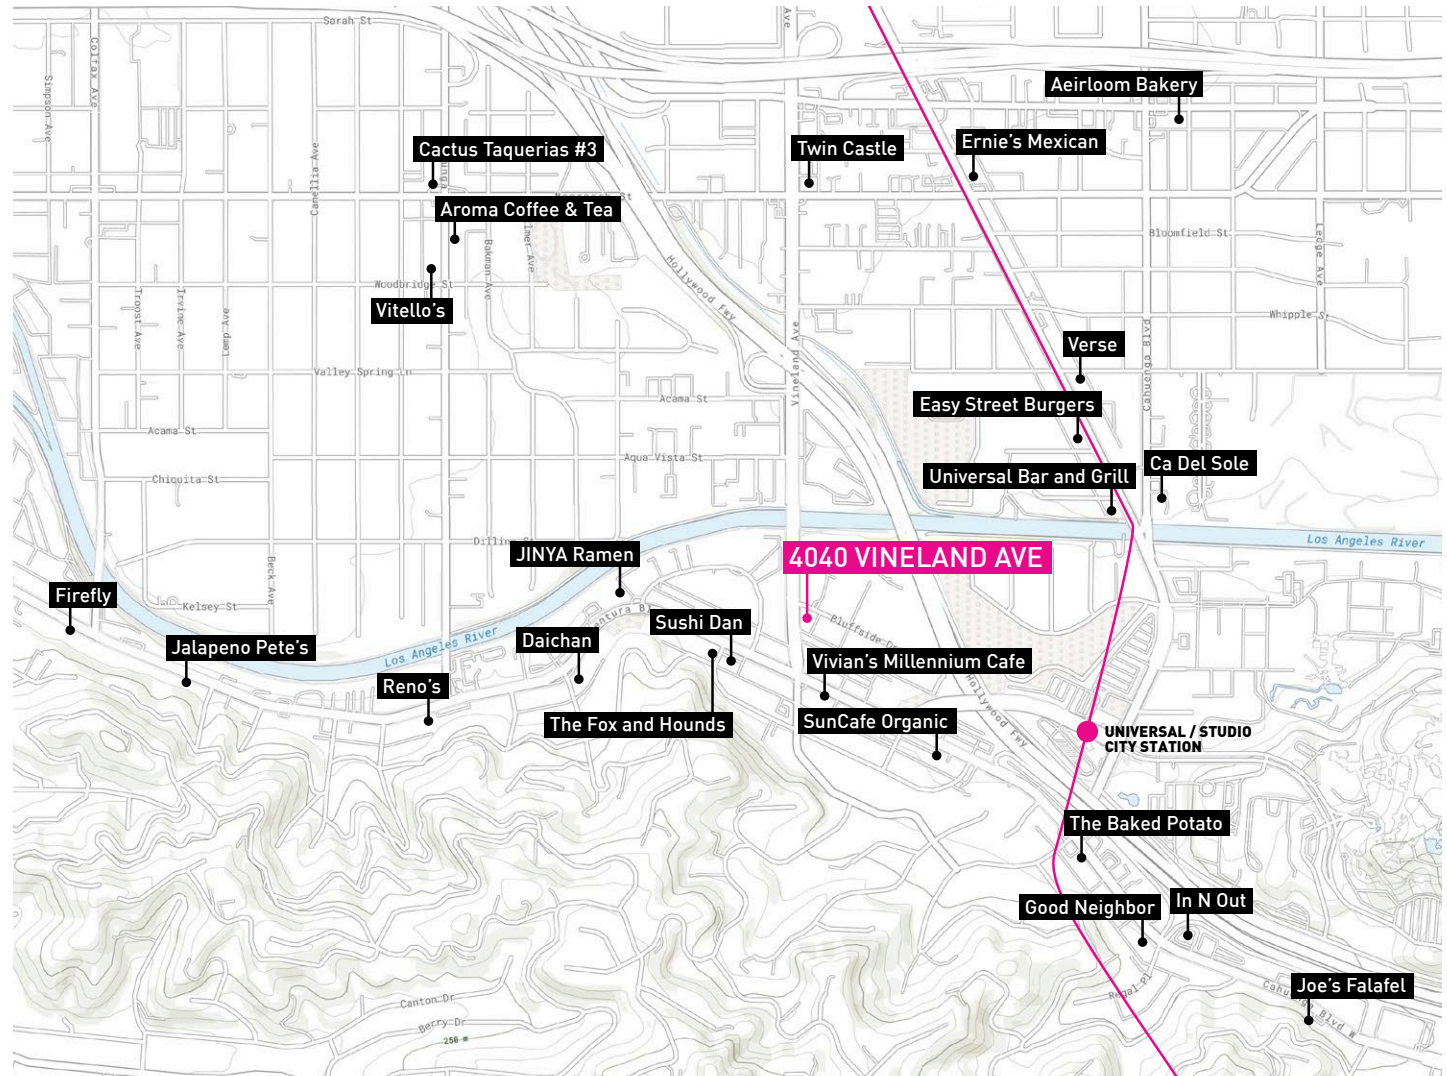 Sarah St
Ave
Colfax Ave
Simpson Ave
Aeirloom Bakery
Ernie's Mexican
Twin Castle
Cactus Taquerias #3
Camellia Ave
Aroma Coffee & Tea
Bloomfield St
Ledge Ave
Bakman Ave
Hollywood Fwy
Woodbridge St
Vitello's
Troost Ave
Irvine Ave
Lemp Ave
Whipple St
Vineland Ave
Cahuenga Blvd
Verse
Valley Spring Ln
Acama St
Easy Street Burgers
Acama St
Aqua Vista St
Ca Del Sole
Universal Bar and Grill
Chiquita St
Los Angeles River
JINYA Ramen
4040 VINELAND AVE
Beck Ave
Firefly
Kelsey St
Sushi Dan
Bluffside Dr
Los Angeles River
Daichan
Jalapeno Pete's
Vivian's Millennium Cafe
Reno's
Hollywood Fwy
The Fox and Hounds
SunCafe Organic
UNIVERSAL / STUDIO
CITY STATION
The Baked Potato
Good Neighbor
In N Out
Regal Pl
Joe's Falafel
Cahuenga Blvd W
Canton Dr
Berry Dr
250 m